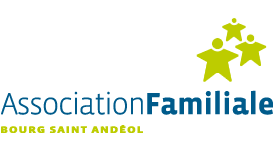 AssociationFamiliale
BOURG SAINT ANDÉOL